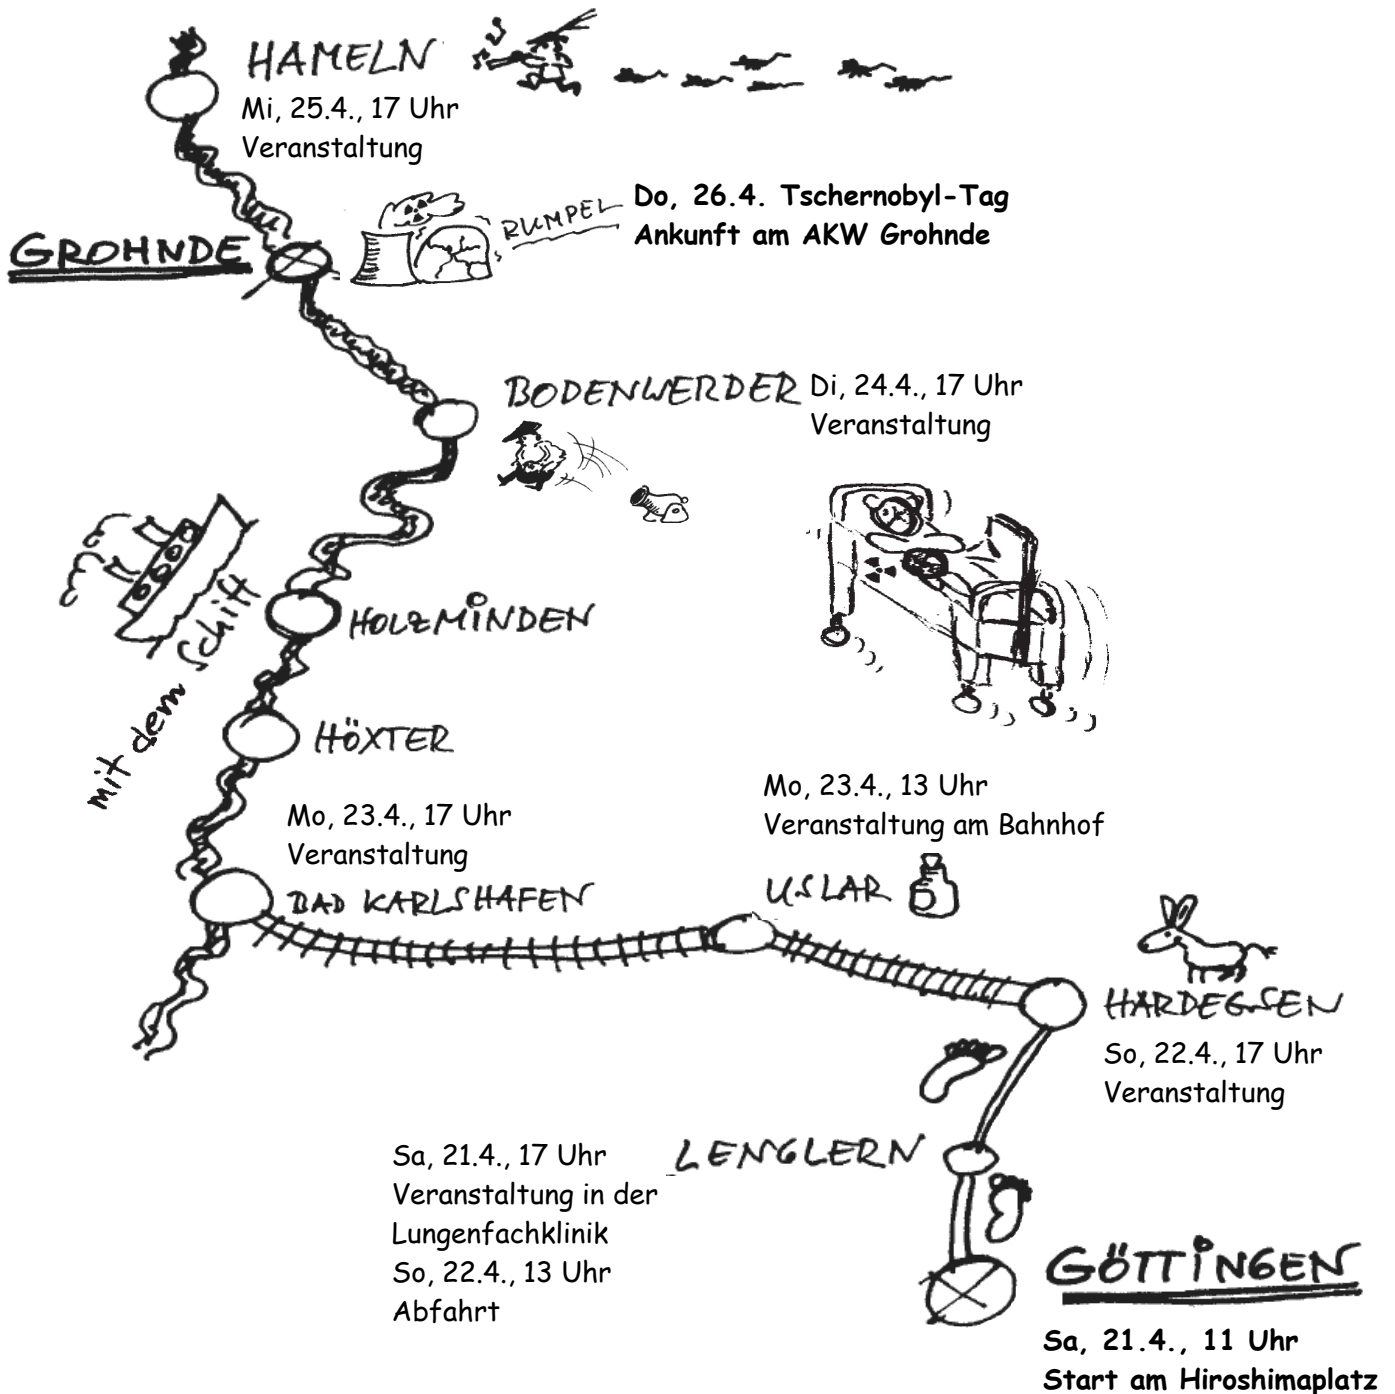 HAMELN
Mi, 25.4., 17 Uhr
Veranstaltung
Do, 26.4. Tschernobyl-Tag
Ankunft am AKW Grohnde
RUMPEL
GROHNDE
BODENWERDER
Di, 24.4., 17 Uhr
Veranstaltung
mit dem Schiff
HOLZMINDEN
HÖXTER
Mo, 23.4., 17 Uhr
Veranstaltung
BAD KARLSHAFEN
Mo, 23.4., 13 Uhr
Veranstaltung am Bahnhof
USLAR
HARDEGSEN
So, 22.4., 17 Uhr
Veranstaltung
LENGLERN
Sa, 21.4., 17 Uhr
Veranstaltung in der
Lungenfachklinik
So, 22.4., 13 Uhr
Abfahrt
GÖTTINGEN
Sa, 21.4., 11 Uhr
Start am Hiroshimaplatz